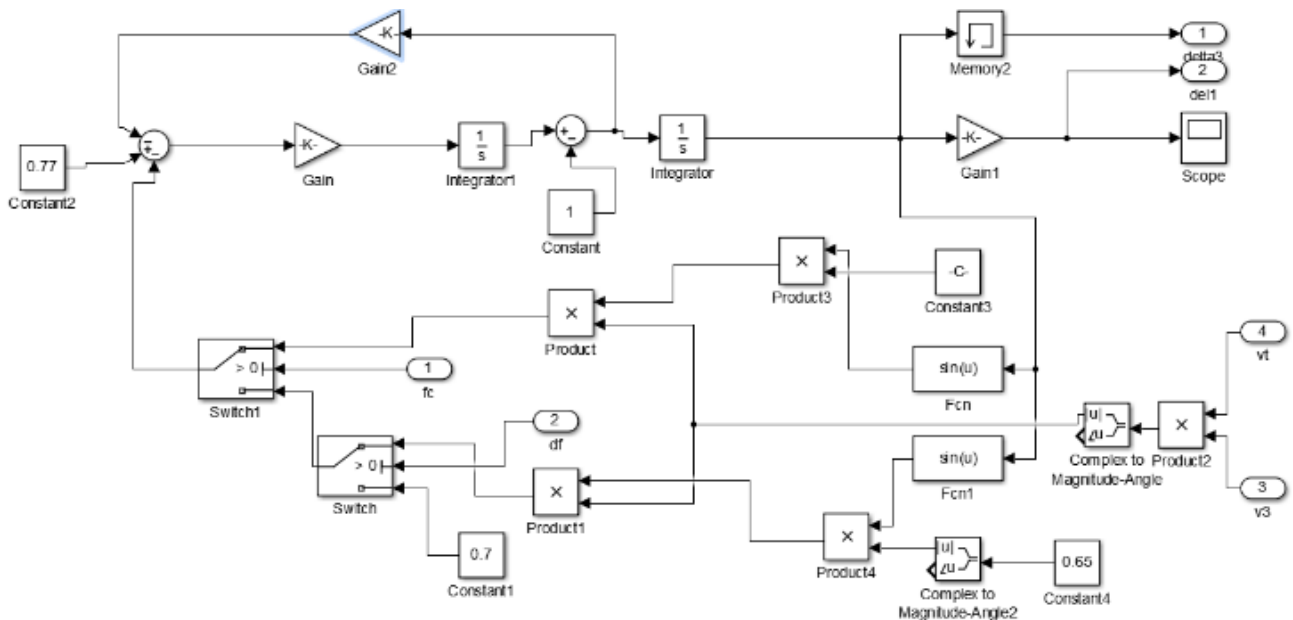 -K-
Gain2
Memory2
1
delta3
2
del1
0.77
Constant2
-K-
Gain
1
s
Integrator1
1
Constant
1
s
Integrator
-K-
Gain1
Scope
×
Product3
-C-
Constant3
×
Product
> 0
Switch1
1
fc
sin(u)
Fcn
4
vt
2
df
> 0
Switch
×
Product1
sin(u)
Fcn1
|u|
∠u
Complex to
Magnitude-Angle
×
Product2
3
v3
0.7
Constant1
×
Product4
|u|
∠u
Complex to
Magnitude-Angle2
0.65
Constant4